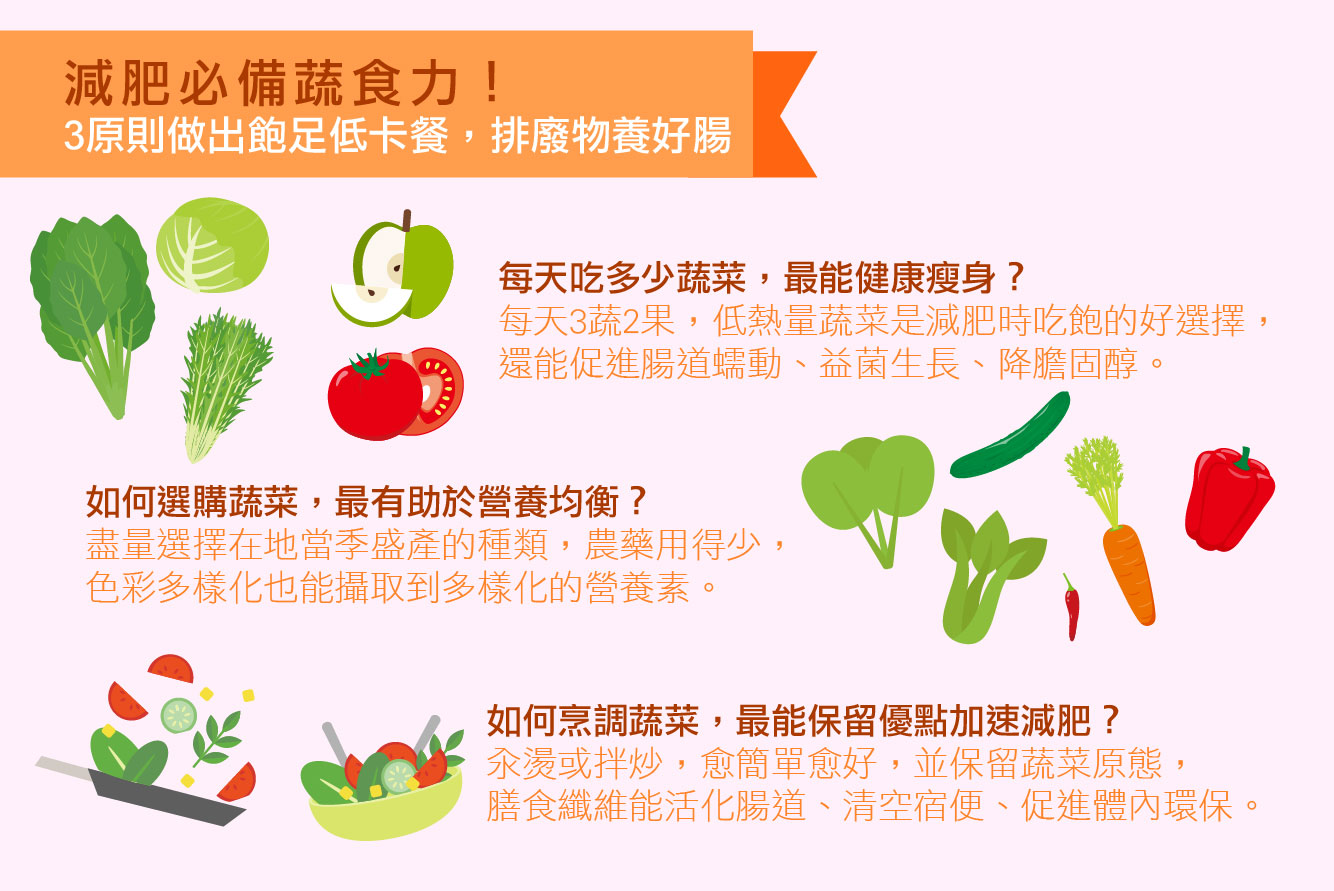 減肥必備蔬食力！
3原則做出飽足低卡餐，排廢物養好腸
每天吃多少蔬菜，最能健康瘦身？
每天3蔬2果，低熱量蔬菜是減肥時吃飽的好選擇，
還能促進腸道蠕動、益菌生長、降膽固醇。
如何選購蔬菜，最有助於營養均衡？
盡量選擇在地當季盛產的種類，農藥用得少，
色彩多樣化也能攝取到多樣化的營養素。
如何烹調蔬菜，最能保留優點加速減肥？
汆燙或拌炒，愈簡單愈好，並保留蔬菜原態，
膳食纖維能活化腸道、清空宿便、促進體內環保。